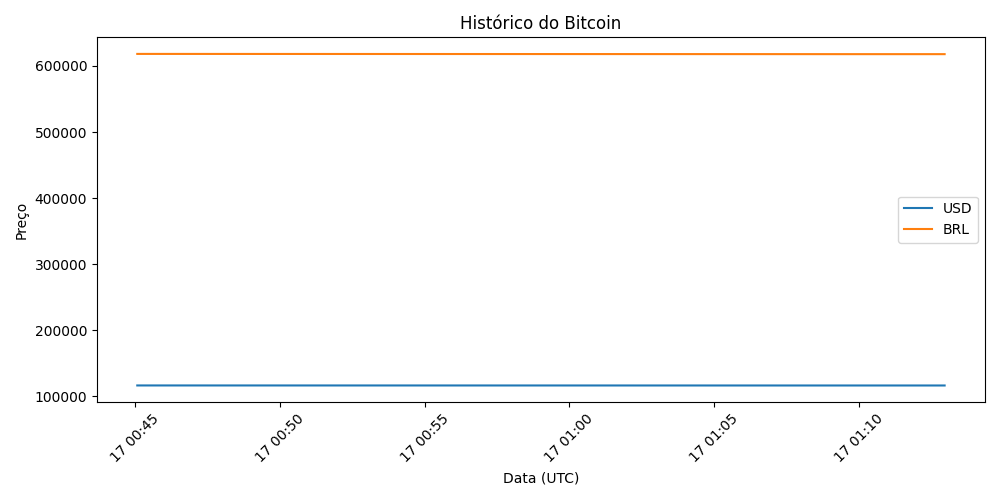 Histórico do Bitcoin
Preço
600000
500000
400000
300000
200000
100000
USD
BRL
17 00:45
17 00:50
17 00:55
17 01:00
17 01:05
17 01:10
Data (UTC)